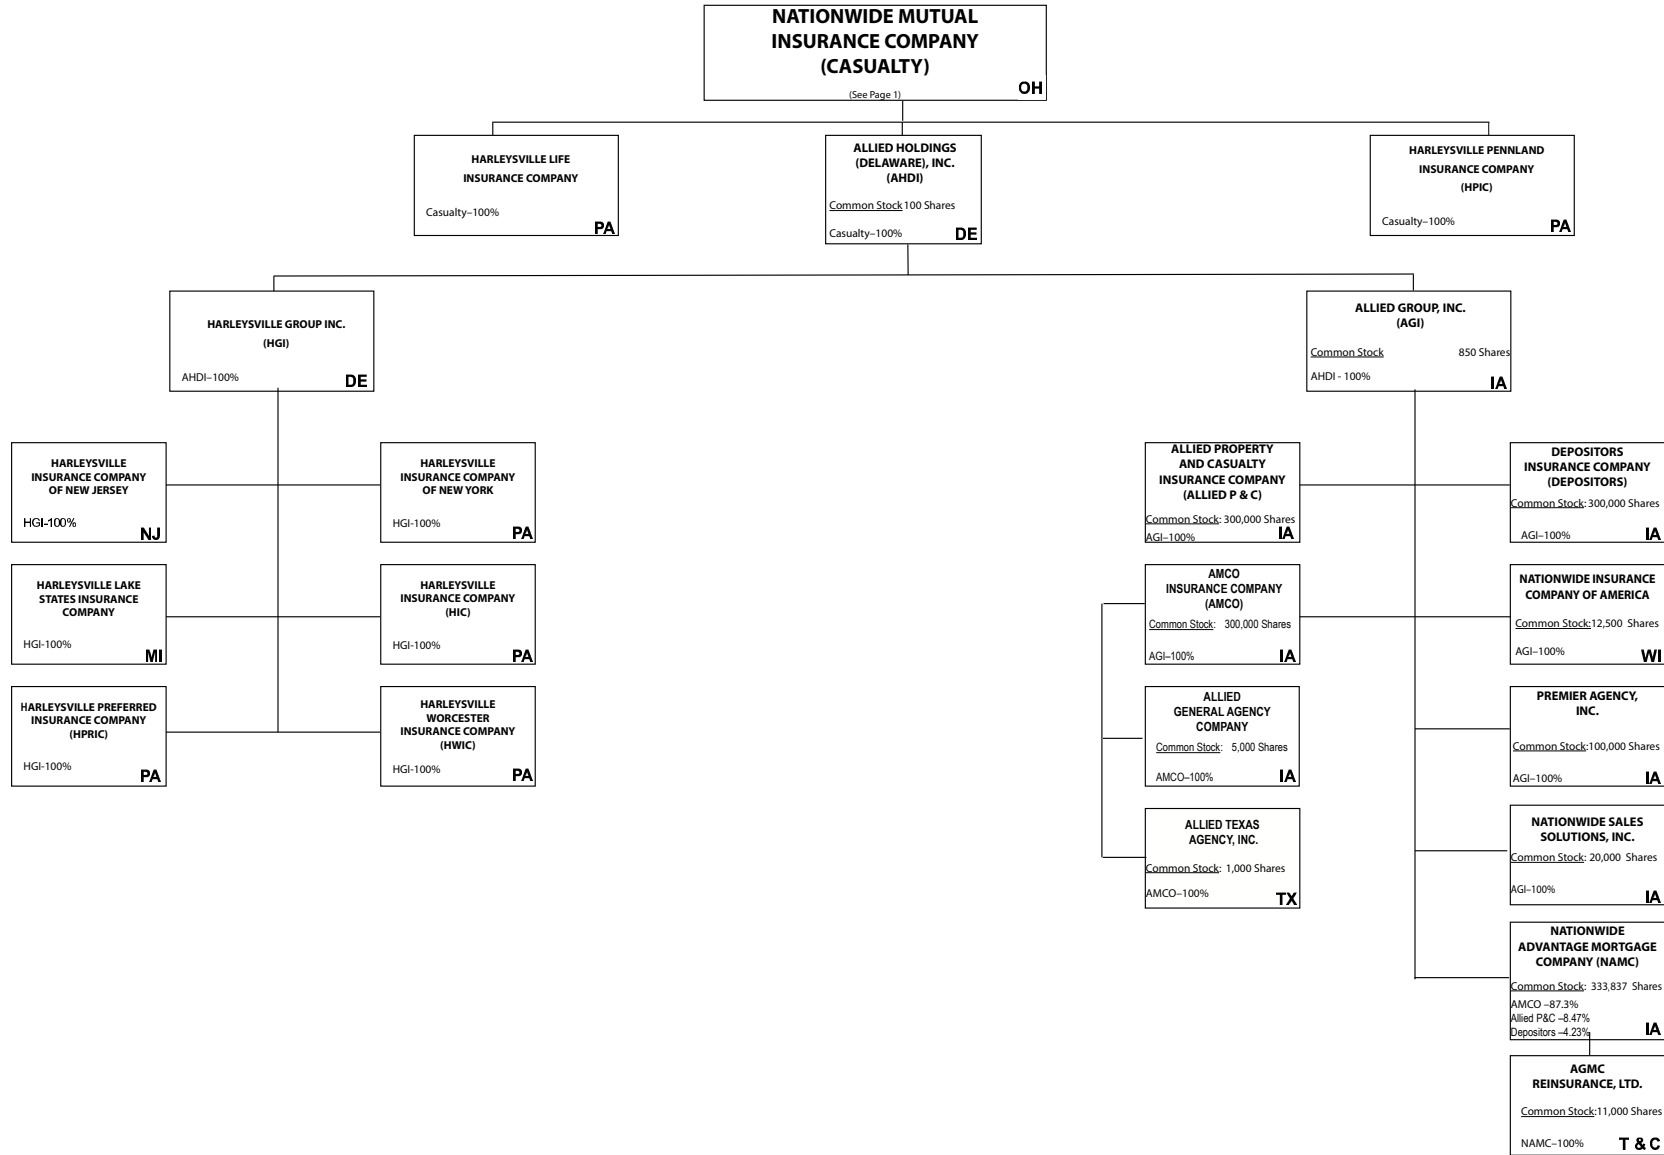 NATIONWIDE MUTUAL
INSURANCE COMPANY
(CASUALTY)
(See Page 1)
OH
HARLEYSVILLE LIFE
INSURANCE COMPANY
Casualty–100%
PA
ALLIED HOLDINGS
(DELAWARE), INC.
(AHDI)
Common Stock 100 Shares
Casualty–100%
DE
HARLEYSVILLE PENNLAND
INSURANCE COMPANY
(HPIC)
Casualty–100%
PA
HARLEYSVILLE GROUP INC.
(HGI)
AHDI–100%
DE
ALLIED GROUP, INC.
(AGI)
Common Stock 850 Shares
AHDI - 100%
IA
HARLEYSVILLE
INSURANCE COMPANY
OF NEW JERSEY
HGI-100%
NJ
HARLEYSVILLE
INSURANCE COMPANY
OF NEW YORK
HGI-100%
PA
HARLEYSVILLE LAKE
STATES INSURANCE
COMPANY
HGI-100%
MI
HARLEYSVILLE
INSURANCE COMPANY
(HIC)
HGI-100%
PA
HARLEYSVILLE PREFERRED
INSURANCE COMPANY
(HPRIC)
HGI-100%
PA
HARLEYSVILLE
WORCESTER
INSURANCE COMPANY
(HWIC)
HGI-100%
PA
ALLIED PROPERTY
AND CASUALTY
INSURANCE COMPANY
(ALLIED P & C)
Common Stock: 300,000 Shares
AGI–100%
IA
DEPOSITORS
INSURANCE COMPANY
(DEPOSITORS)
Common Stock: 300,000 Shares
AGI–100%
IA
AMCO
INSURANCE COMPANY
(AMCO)
Common Stock: 300,000 Shares
AGI–100%
IA
NATIONWIDE INSURANCE
COMPANY OF AMERICA
Common Stock:12,500 Shares
AGI–100%
WI
ALLIED
GENERAL AGENCY
COMPANY
Common Stock: 5,000 Shares
AMCO–100%
IA
PREMIER AGENCY,
INC.
Common Stock:100,000 Shares
AGI–100%
IA
ALLIED TEXAS
AGENCY, INC.
Common Stock: 1,000 Shares
AMCO–100%
TX
NATIONWIDE SALES
SOLUTIONS, INC.
Common Stock: 20,000 Shares
AGI–100%
IA
NATIONWIDE
ADVANTAGE MORTGAGE
COMPANY (NAMC)
Common Stock: 333,837 Shares
AMCO –87.3%
Allied P&C –8.47%
Depositors –4.23%
IA
AGMC
REINSURANCE, LTD.
Common Stock:11,000 Shares
NAMC–100%
T & C